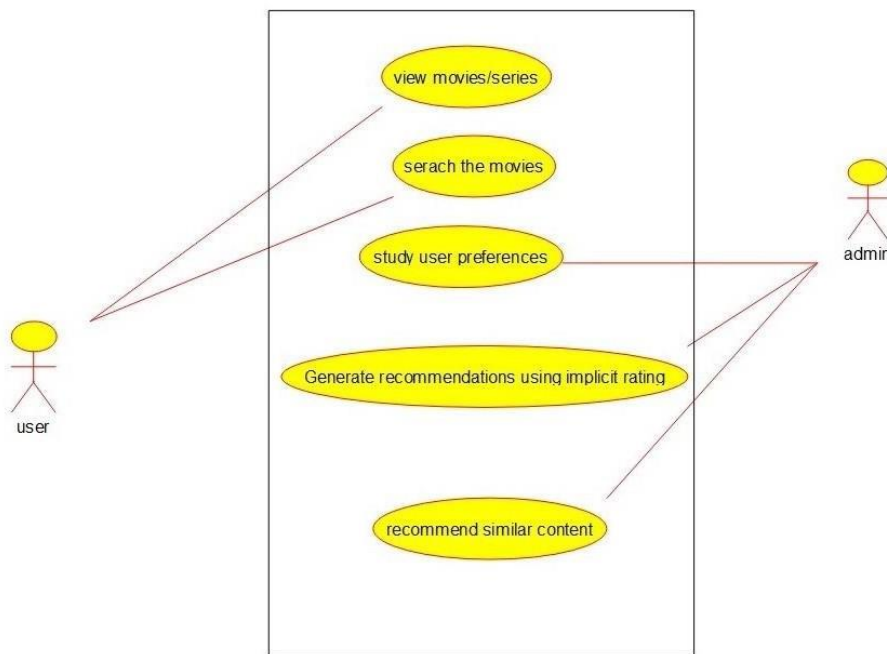 view movies/series
serach the movies
study user preferences
admin
Generate recommendations using implicit rating
user
recommend similar content